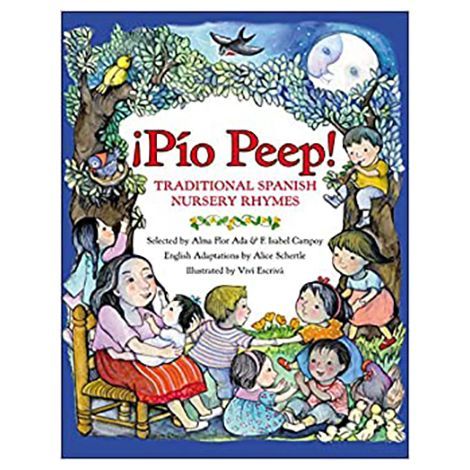 ¡Pío Peep!
TRADITIONAL SPANISH
NURSERY RHYMES
Selected by Alma Flor Ada & F. Isabel Campoy
English Adaptations by Alice Schertle
Illustrated by Viví Escrivá